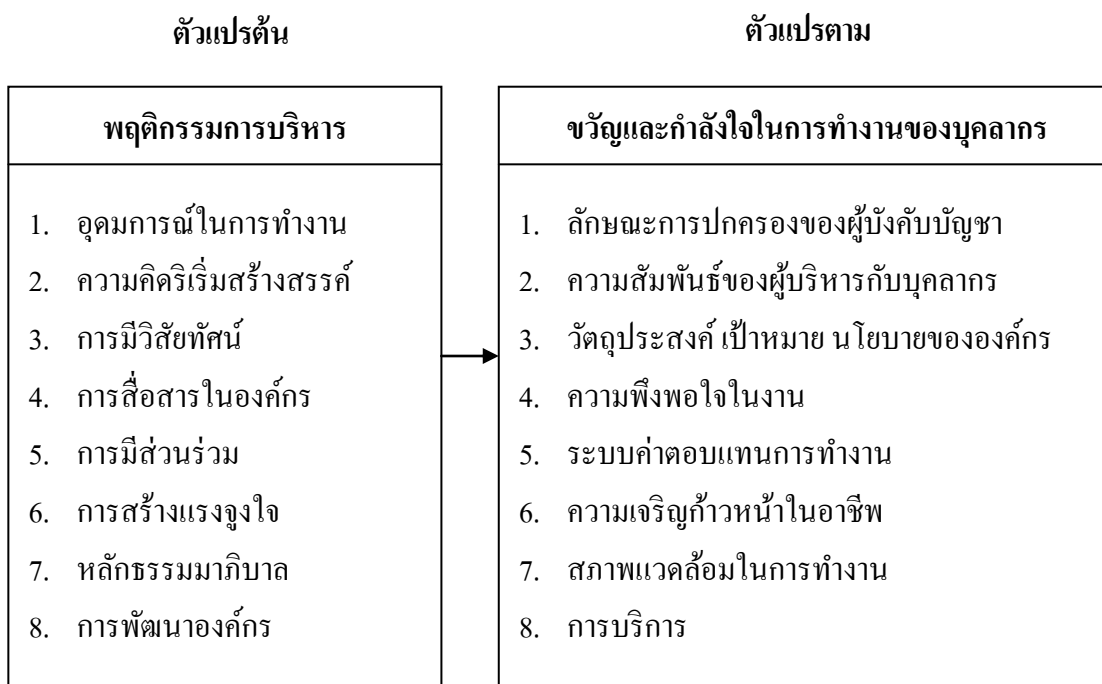 ตัวแปรต้น
ตัวแปรตาม
พฤติกรรมการบริหาร
1. อุดมการณ์ในการทำงาน
2. ความคิดริเริ่มสร้างสรรค์
3. การมีวิสัยทัศน์
4. การสื่อสารในองค์กร
5. การมีส่วนร่วม
6. การสร้างแรงจูงใจ
7. หลักธรรมมาภิบาล
8. การพัฒนาองค์กร
ขวัญและกำลังใจในการทำงานของบุคลากร
1. ลักษณะการปกครองของผู้บังคับบัญชา
2. ความสัมพันธ์ของผู้บริหารกับบุคลากร
3. วัตถุประสงค์ เป้าหมาย นโยบายขององค์กร
4. ความพึงพอใจในงาน
5. ระบบค่าตอบแทนการทำงาน
6. ความเจริญก้าวหน้าในอาชีพ
7. สภาพแวดล้อมในการทำงาน
8. การบริการ